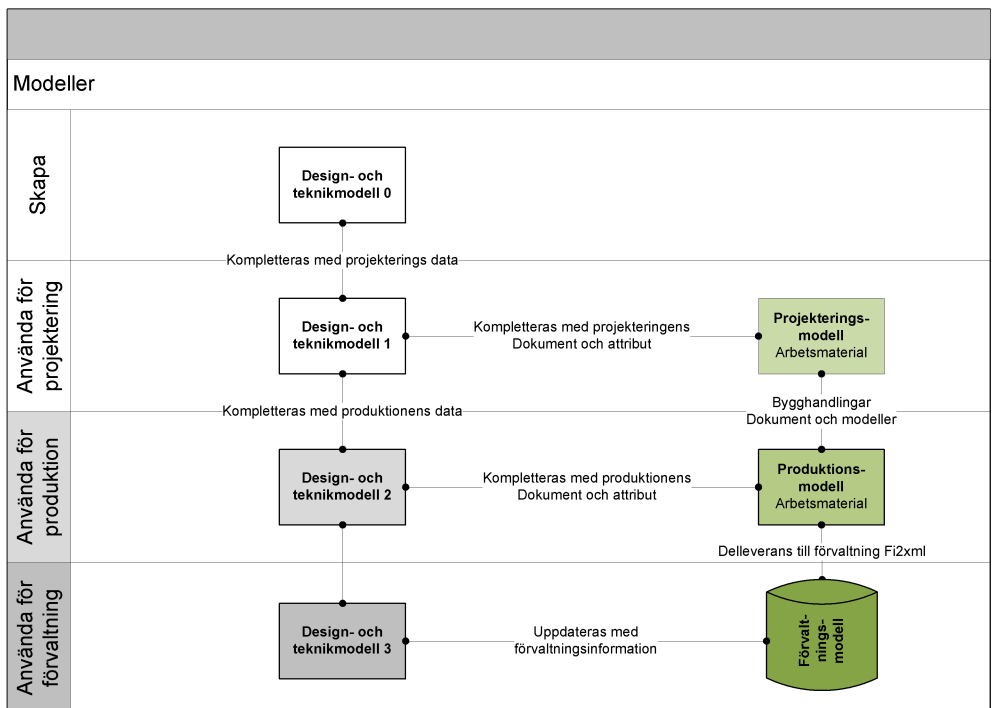 Modeller
Skapa
Design- och
teknikmodell 0
Kompletteras med projekterings data
Använda för
projektering
Design- och
teknikmodell 1
Kompletteras med projekteringens
Dokument och attribut
Projekterings-
modell
Arbetsmaterial
Kompletteras med produktionens data
Bygghandlingar
Dokument och modeller
Använda för
produktion
Design- och
teknikmodell 2
Kompletteras med produktionens
Dokument och attribut
Produktions-
modell
Arbetsmaterial
Delleverans till förvaltning Fi2xml
Använda för
förvaltning
Design- och
teknikmodell 3
Uppdateras med
förvaltningsinformation
Förvalt-
nings-
modell